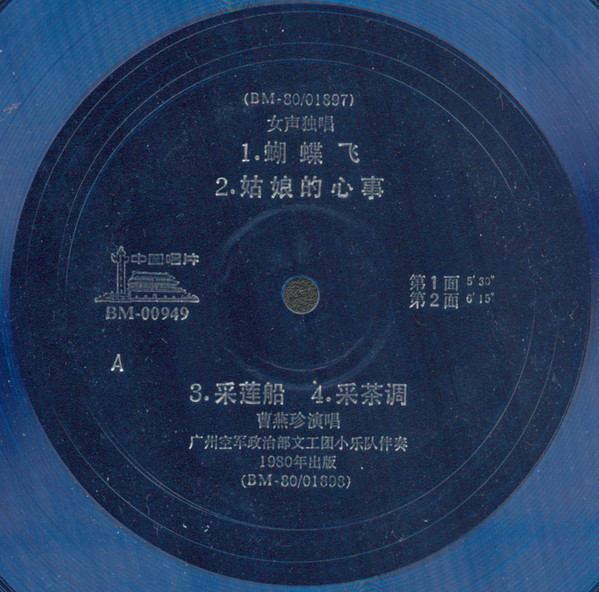 (BM-80/01897)
女声独唱
1.蝴蝶飞
2.姑娘的心事
中国唱片
BM-00949
第1面 5′30″
第2面 6′15″
A
3.采莲船 4.采茶调
曹燕珍演唱
广州空军政治部文工团小乐队伴奏
1980年出版
(BM-80/01898)